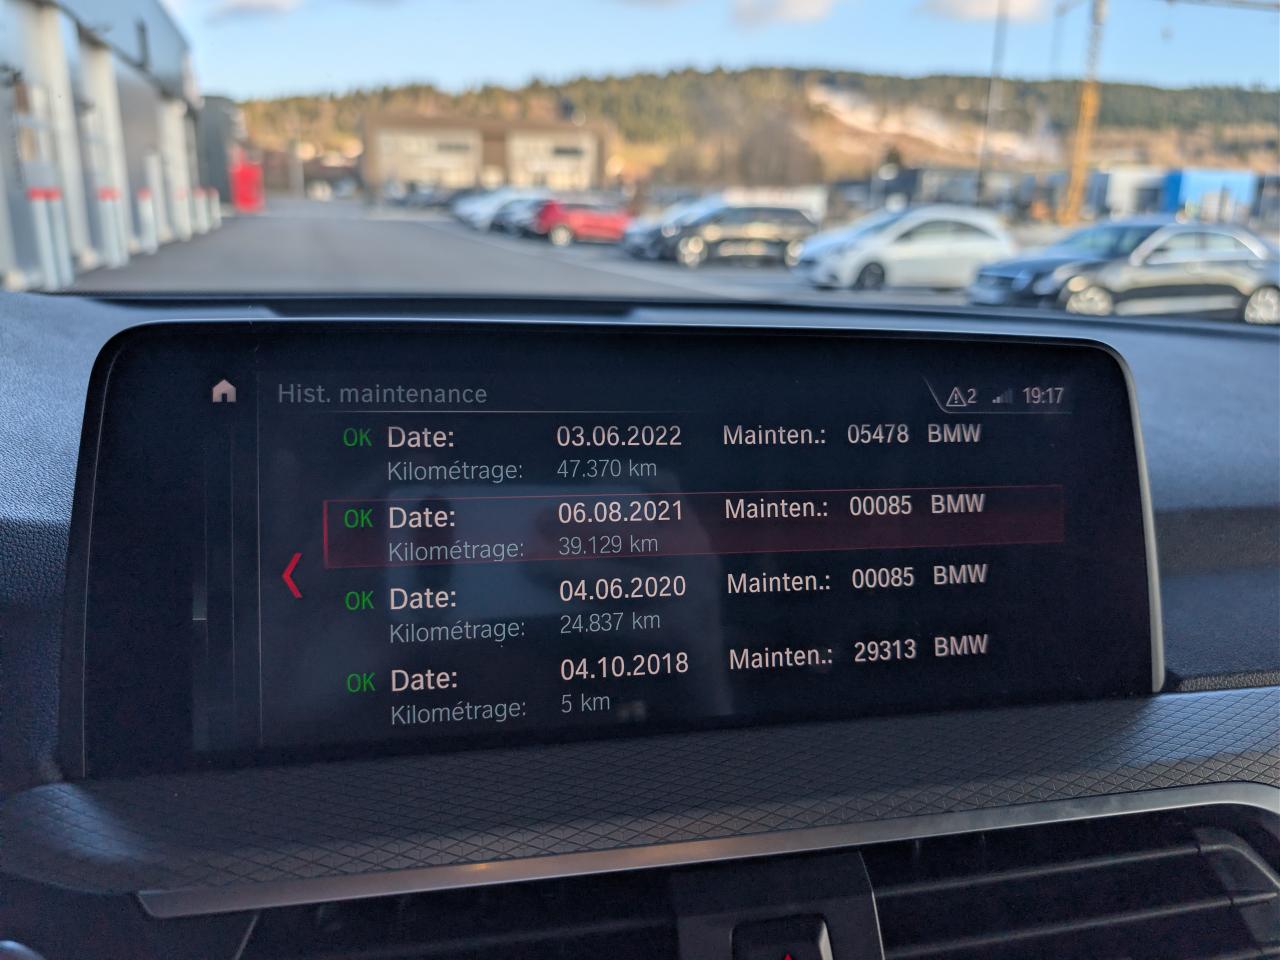 Hist. maintenance
2 19:17
OK Date: 03.06.2022 Mainten.: 05478 BMW
Kilométrage: 47.370 km
OK Date: 06.08.2021 Mainten.: 00085 BMW
Kilométrage: 39.129 km
OK Date: 04.06.2020 Mainten.: 00085 BMW
Kilométrage: 24.837 km
OK Date: 04.10.2018 Mainten.: 29313 BMW
Kilométrage: 5 km